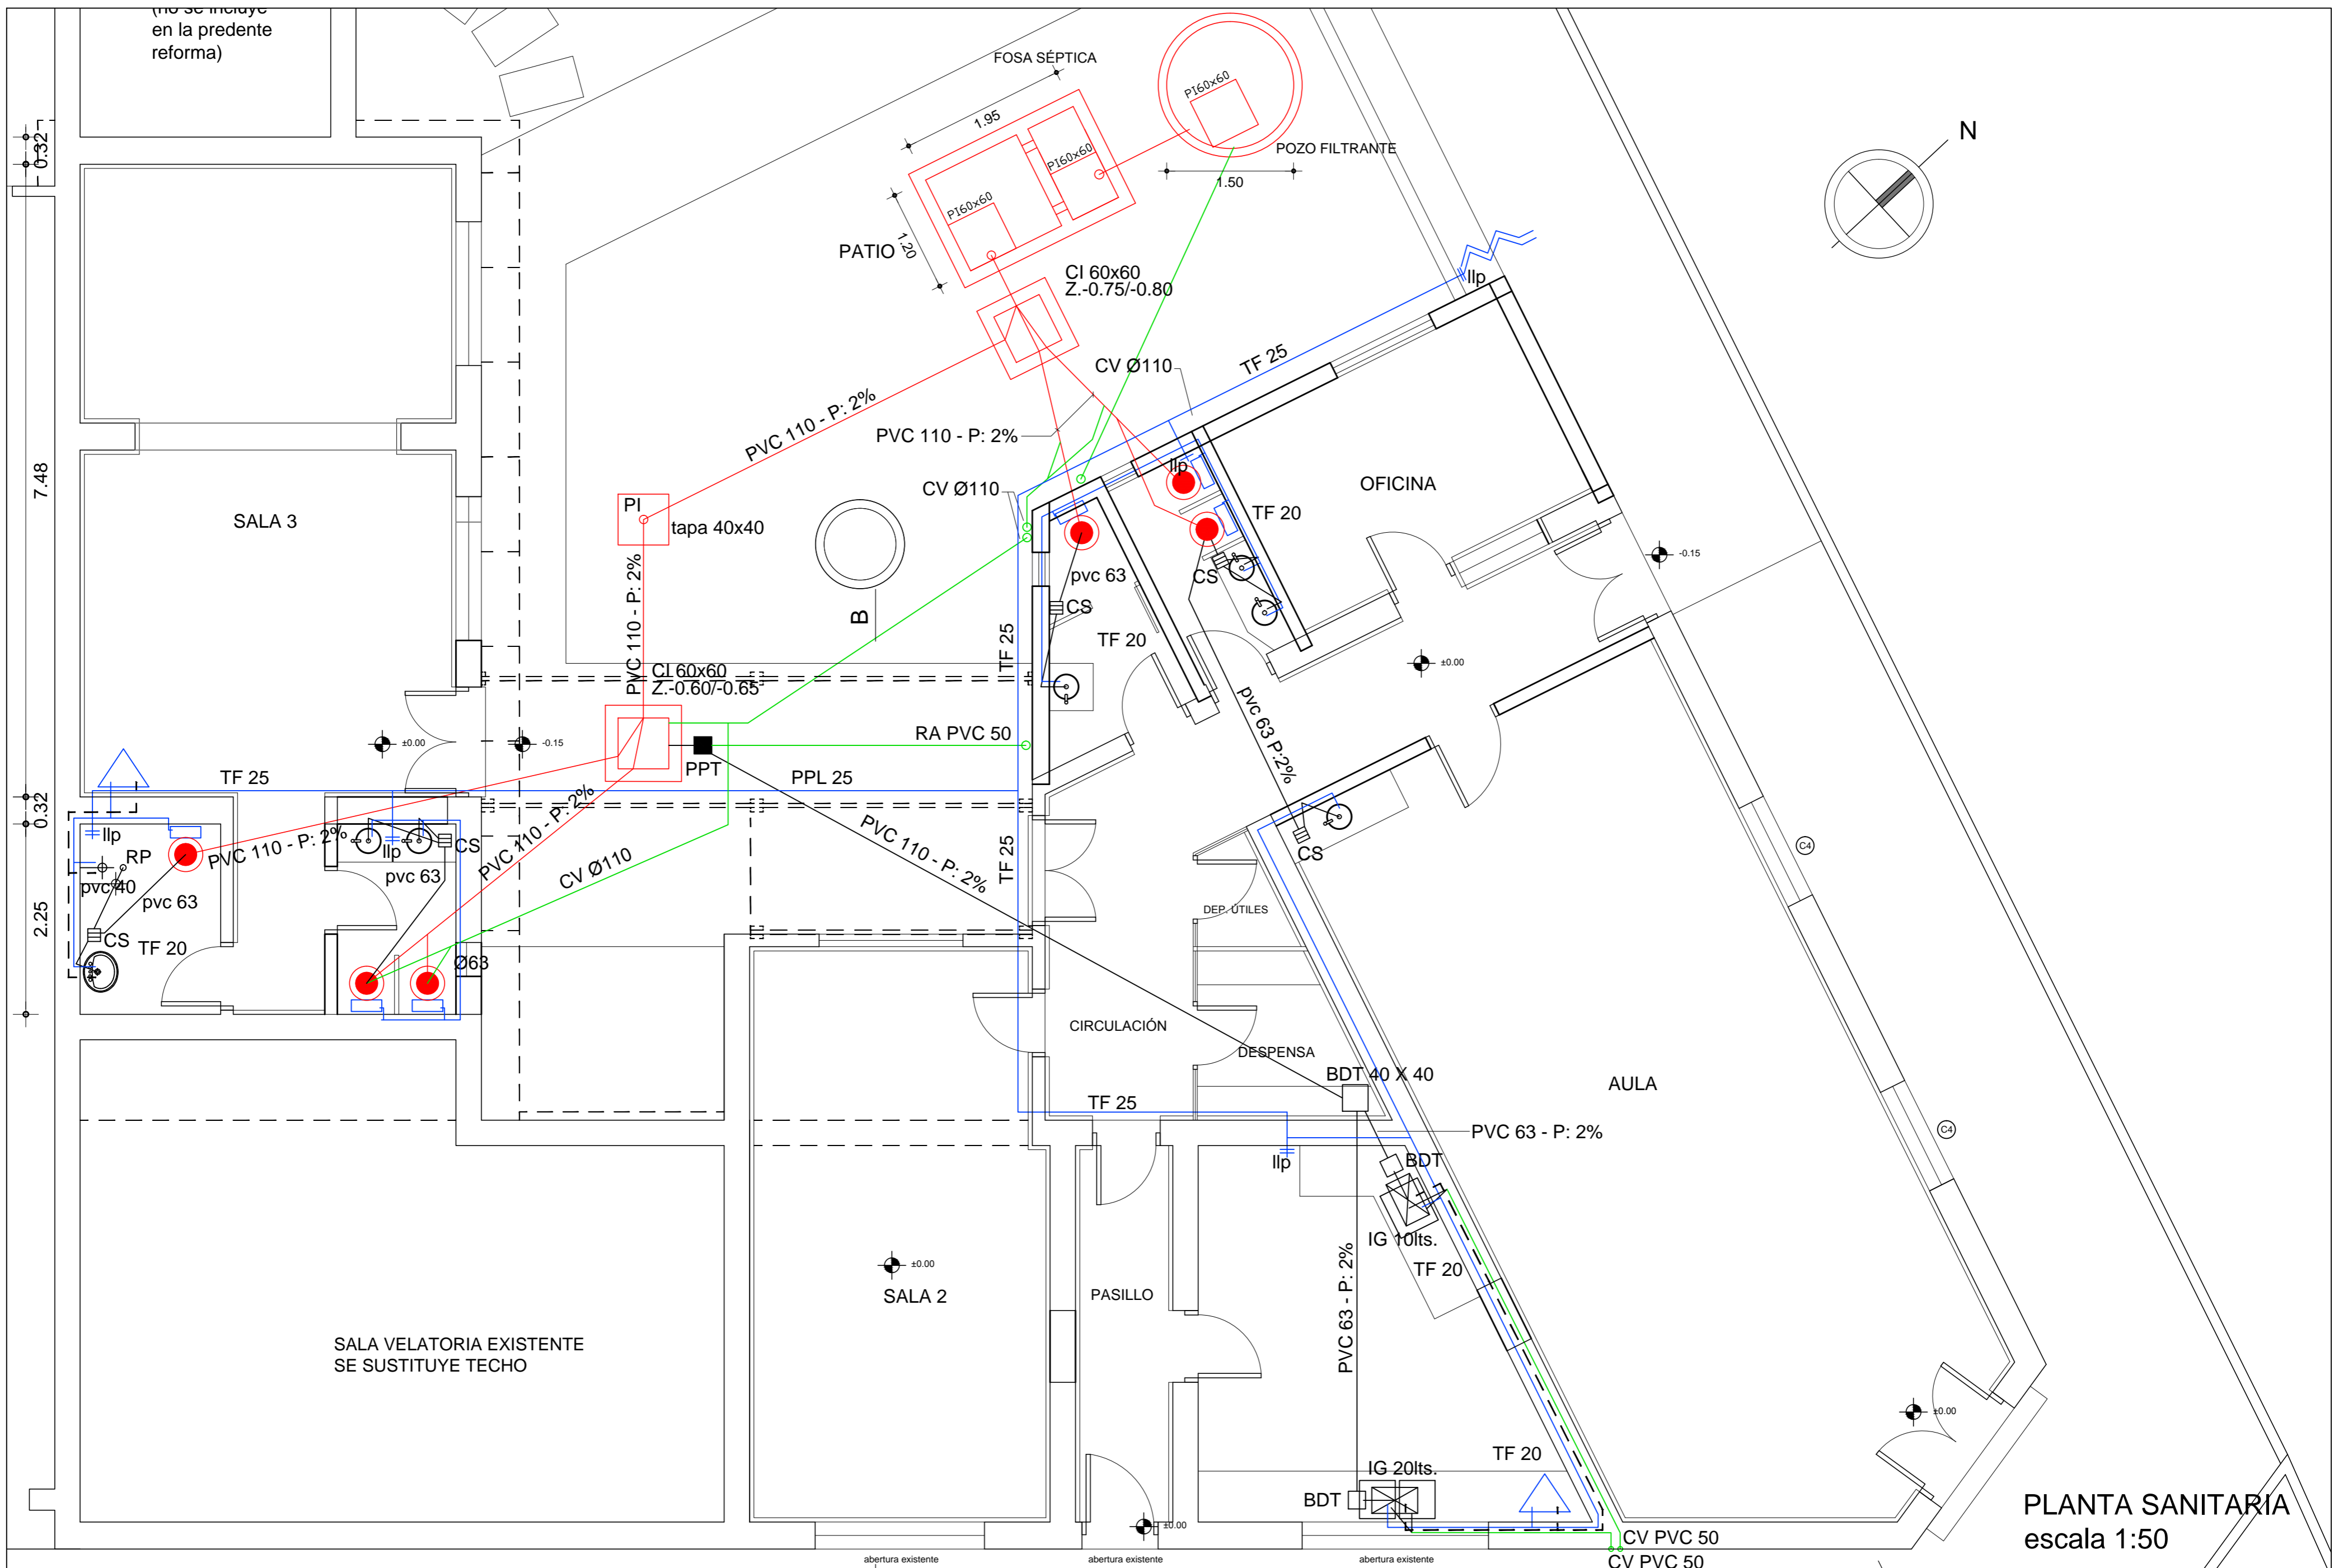 (no se incluye
en la predente
reforma)
FOSA SÉPTICA
1.95
1.20
PI60x60
PI60x60
PI60x60
POZO FILTRANTE
1.50
N
0.32
7.48
0.32
2.25
PATIO
CI 60x60
Z.-0.75/-0.80
llp
TF 25
CV Ø110
PVC 110 - P: 2%
PVC 110 - P: 2%
CV Ø110
llp
OFICINA
TF 20
SALA 3
PI
tapa 40x40
PVC 110 - P: 2%
B
pvc 63
CS
CS
TF 20
TF 25
-0.15
±0.00
CI 60x60
Z.-0.60/-0.65
pvc 63 P:2%
RA PVC 50
±0.00
-0.15
PPT
PPL 25
TF 25
llp
RP
pvc 40
pvc 63
CS
TF 20
PVC 110 - P: 2%
llp
CS
pvc 63
PVC 110 - P: 2%
CV Ø110
Ø63
PVC 110 - P: 2%
TF 25
CS
C4
DEP. ÚTILES
CIRCULACIÓN
DESPENSA
BDT 40 X 40
AULA
TF 25
C4
PVC 63 - P: 2%
llp
BDT
IG 10lts.
TF 20
PVC 63 - P: 2%
±0.00
SALA 2
PASILLO
SALA VELATORIA EXISTENTE
SE SUSTITUYE TECHO
±0.00
TF 20
IG 20lts.
BDT
±0.00
CV PVC 50
CV PVC 50
abertura existente
abertura existente
abertura existente
PLANTA SANITARIA
escala 1:50